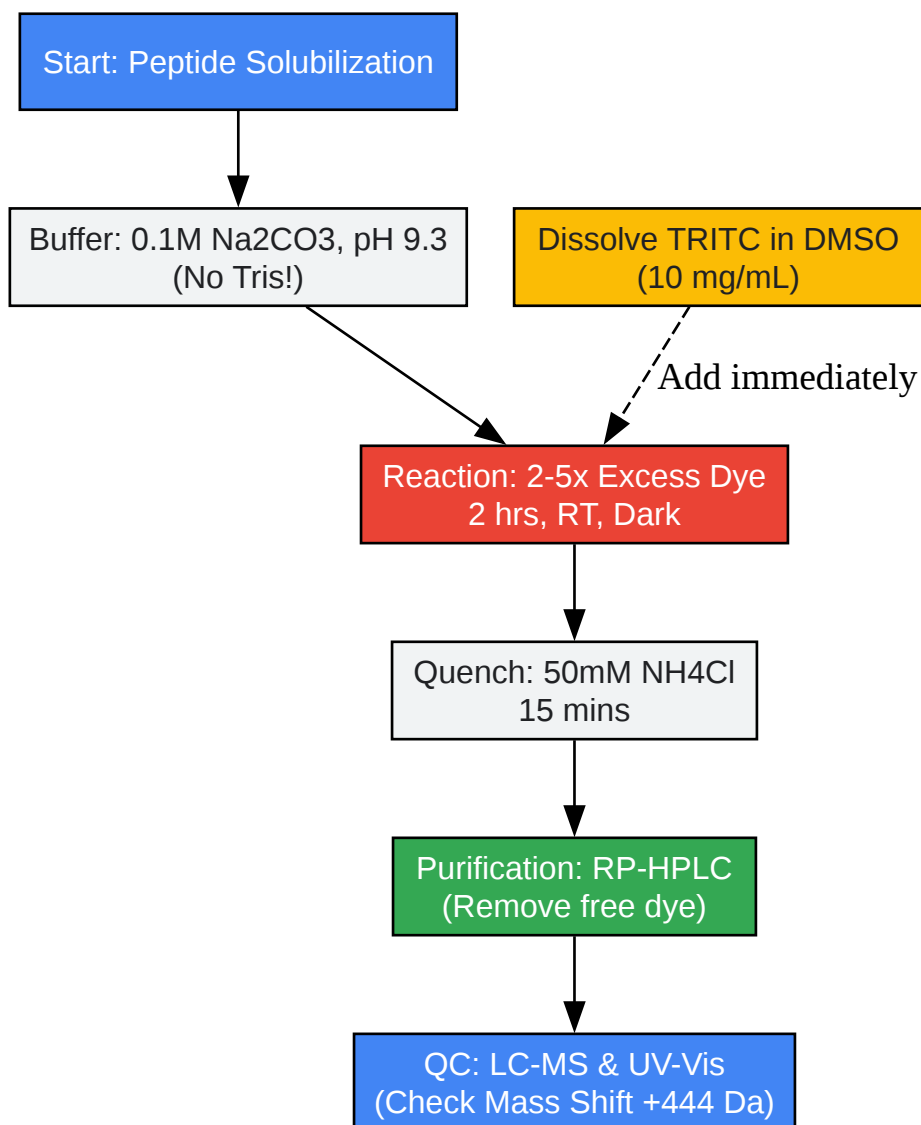 Start: Peptide Solubilization
Buffer: 0.1M Na2CO3, pH 9.3
(No Tris!)
Dissolve TRITC in DMSO
(10 mg/mL)
Add immediately
Reaction: 2-5x Excess Dye
2 hrs, RT, Dark
Quench: 50mM NH4Cl
15 mins
Purification: RP-HPLC
(Remove free dye)
QC: LC-MS & UV-Vis
(Check Mass Shift +444 Da)